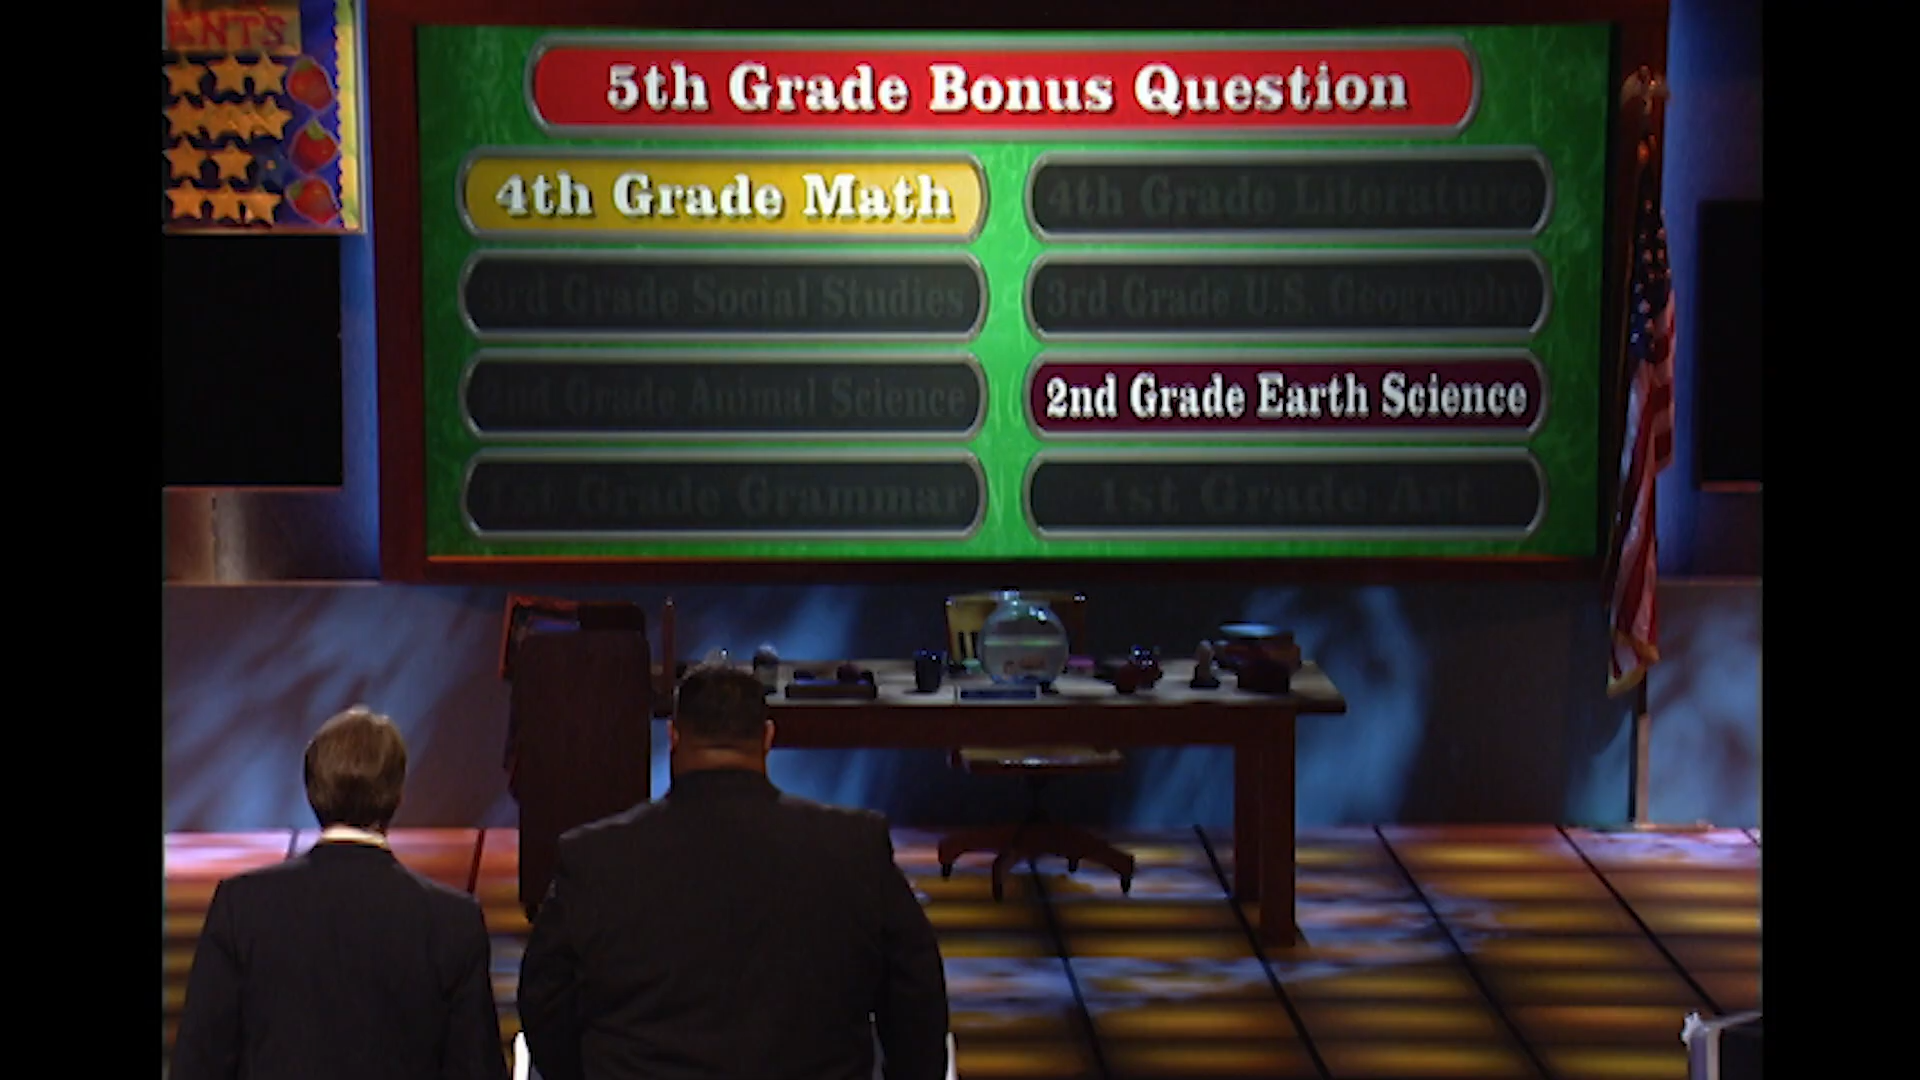 ANTS
5th Grade Bonus Question
4th Grade Math
4th Grade Literature
3rd Grade Social Studies
3rd Grade U.S. Geography
2nd Grade Animal Science
2nd Grade Earth Science
1st Grade Grammar
1st Grade Art